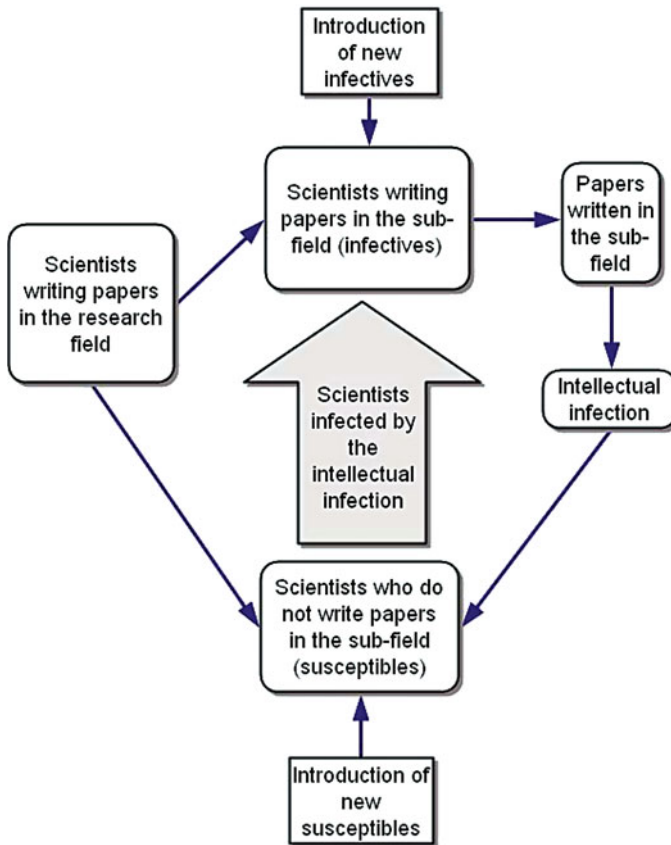 Introduction
of new
infectives
Scientists writing
papers in the sub-
field (infectives)
Papers
written in
the sub-
field
Scientists
writing papers
in the research
field
Intellectual
infection
Scientists
infected by
the
intellectual
infection
Scientists who do
not write papers
in the sub-field
(susceptibles)
Introduction of
new
susceptibles